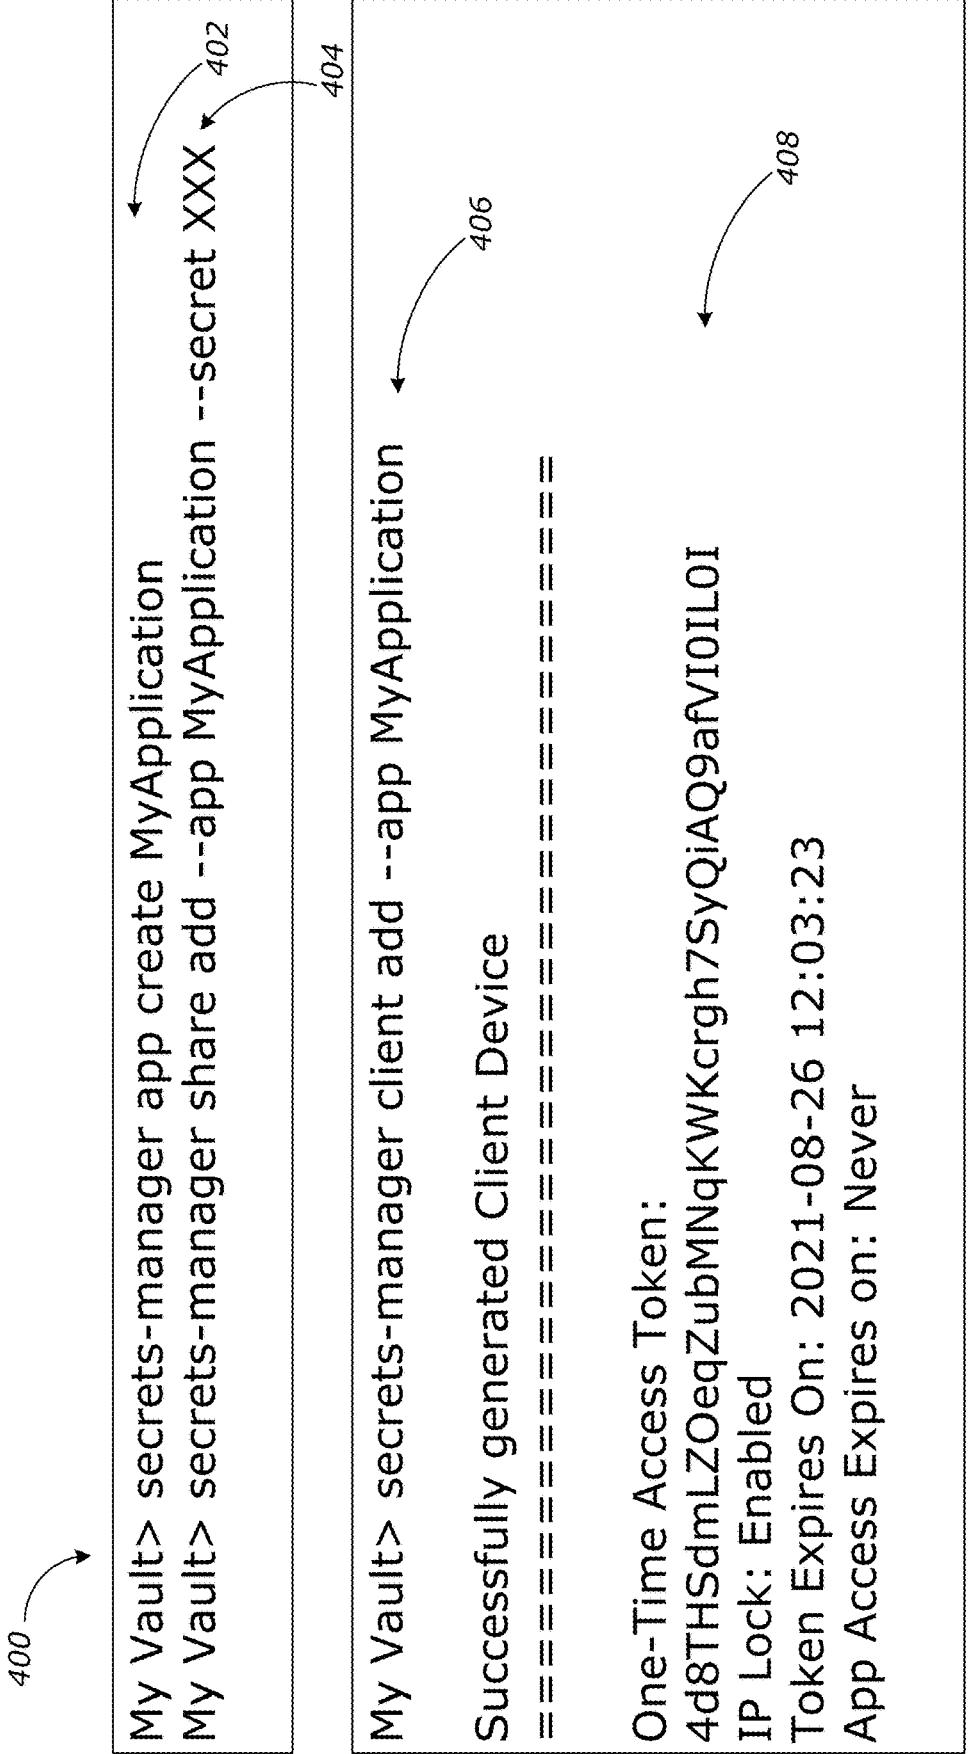 400
402
My Vault> secrets-manager app create MyApplication
My Vault> secrets-manager share add --app MyApplication --secret XXX
404
My Vault> secrets-manager client add --app MyApplication
406
Successfully generated Client Device
==============================
One-Time Access Token:
4d8THSdmLZOeqZubMNqKWKcrgh7SyQiAQ9afVI0IL0I
IP Lock: Enabled
408
Token Expires On: 2021-08-26 12:03:23
App Access Expires on: Never